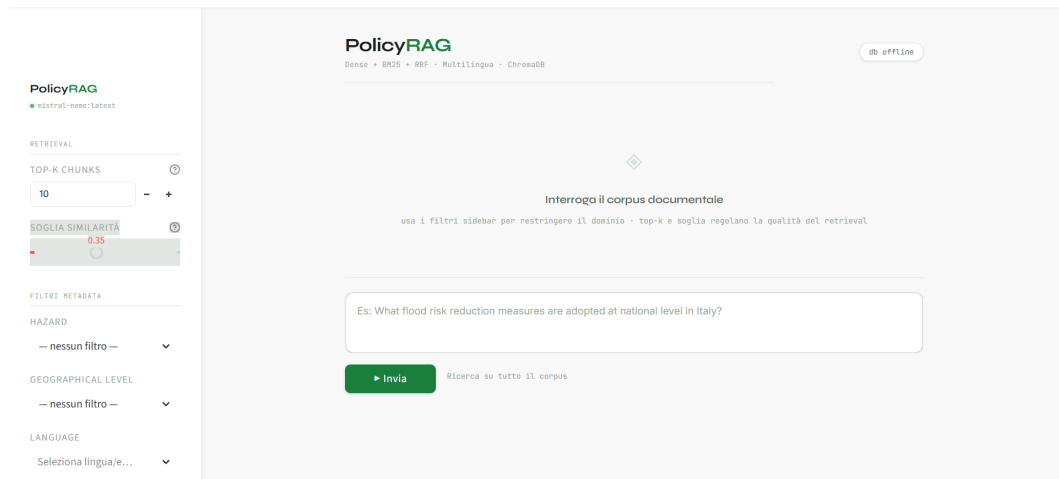 PolicyRAG
mistral-nemo:latest
RETRIEVAL
TOP-K CHUNKS
10
SOGLIA SIMILARITÀ
0.35
FILTRI METADATA
HAZARD
— nessun filtro —
GEOGRAPHICAL LEVEL
— nessun filtro —
LANGUAGE
Seleziona lingua/e...
PolicyRAG
Dense + BM25 + RRF · Multilingua · ChromaDB
db offline
Interroga il corpus documentale
usa i filtri sidebar per restringere il dominio · top-k e soglia regolano la qualità del retrieval
Es: What flood risk reduction measures are adopted at national level in Italy?
Invia
Ricerca su tutto il corpus